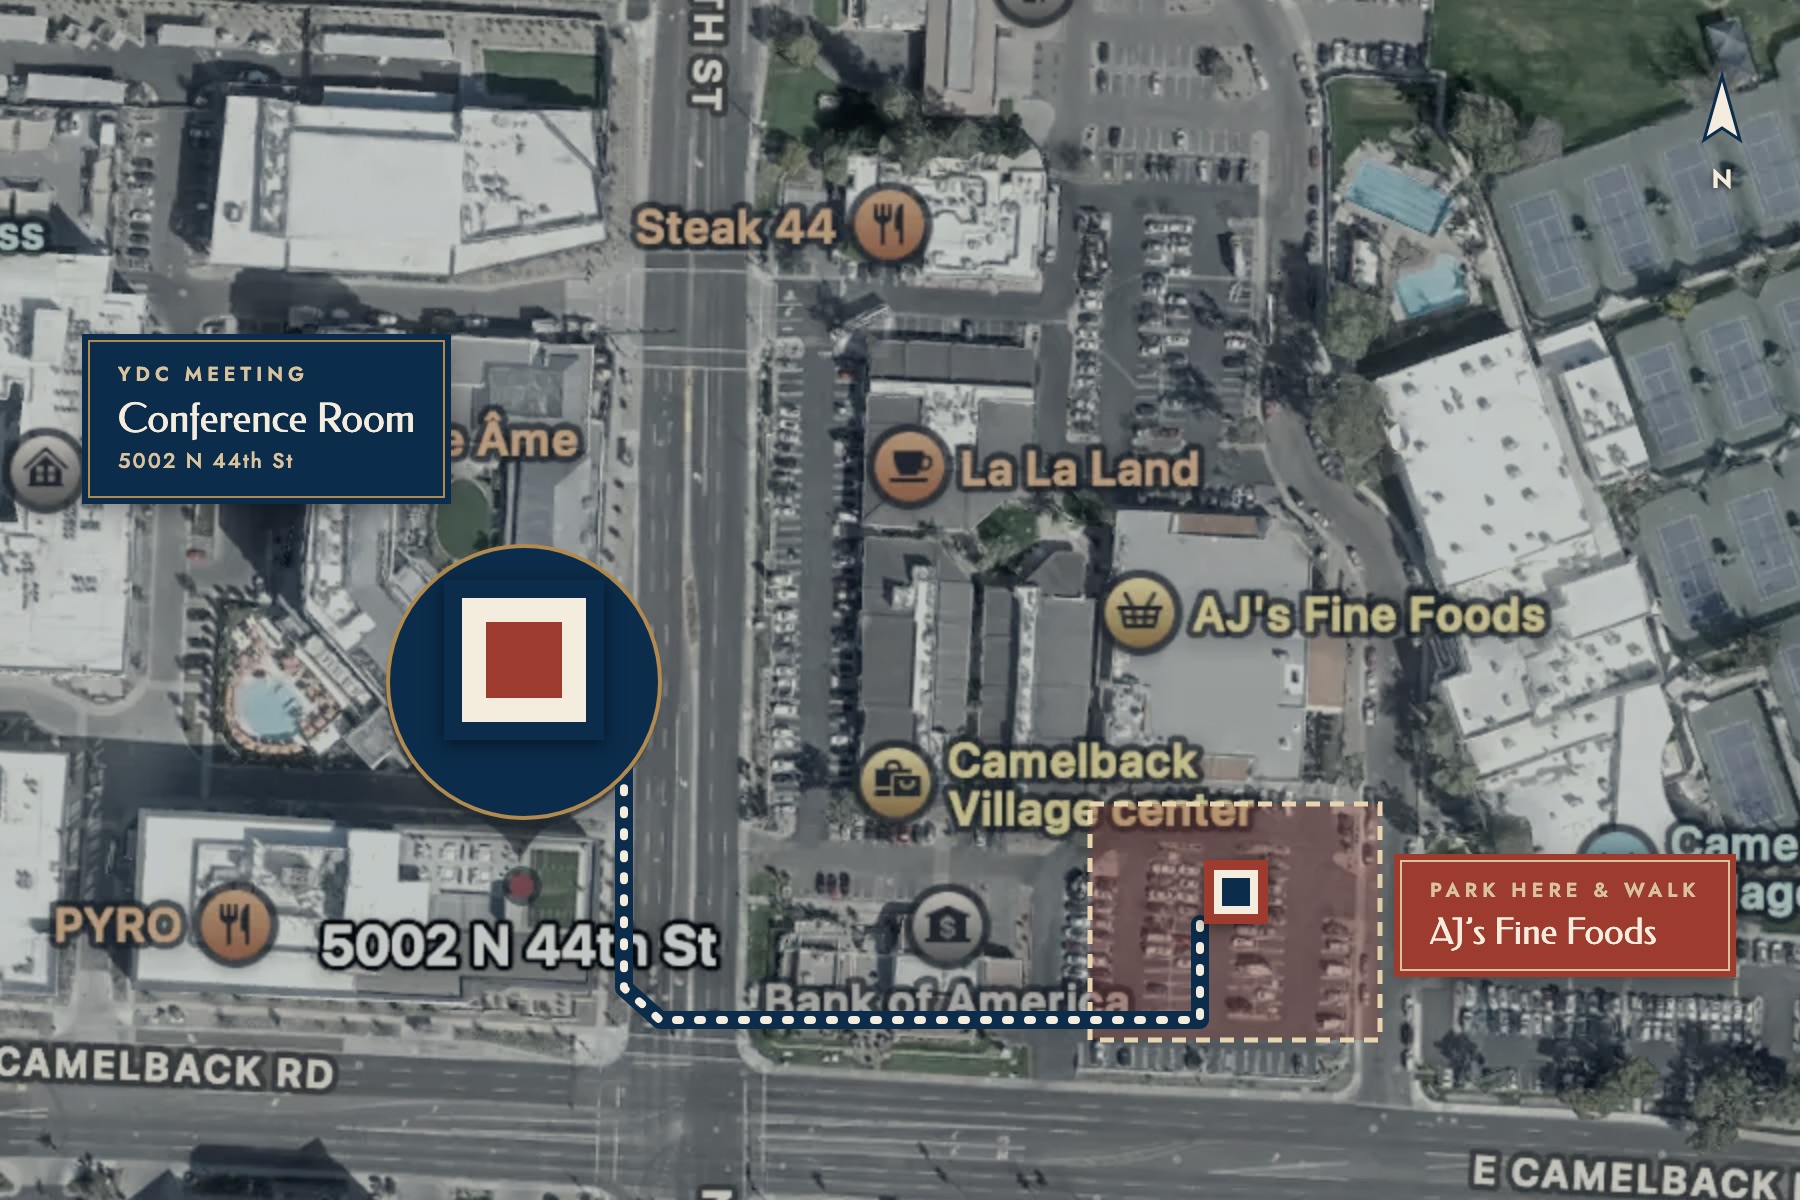 TH ST
N
Steak 44
ss
YDC MEETING
Conference Room
5002 N 44th St
e Âme
La La Land
AJ's Fine Foods
Camelback
Village center
Came
age
PARK HERE & WALK
AJ's Fine Foods
PYRO
5002 N 44th St
Bank of America
CAMELBACK RD
E CAMELBACK
N